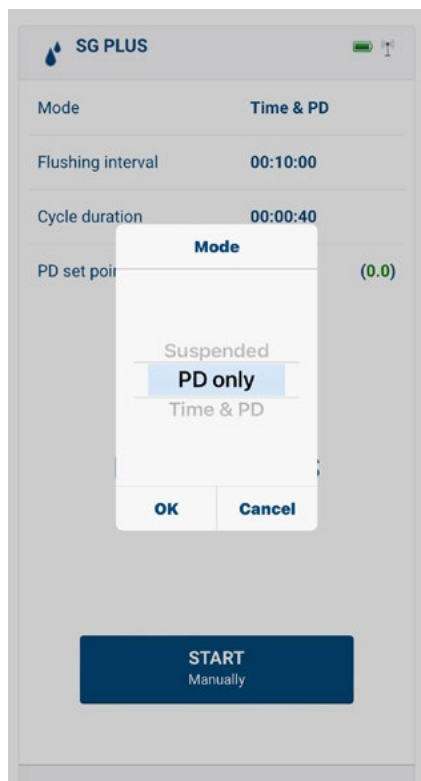 SG PLUS
Mode Time & PD
Flushing interval 00:10:00
Cycle duration 00:00:40
PD set (0.0)
Mode
Suspended
PD only
Time & PD
OK Cancel
START
Manually